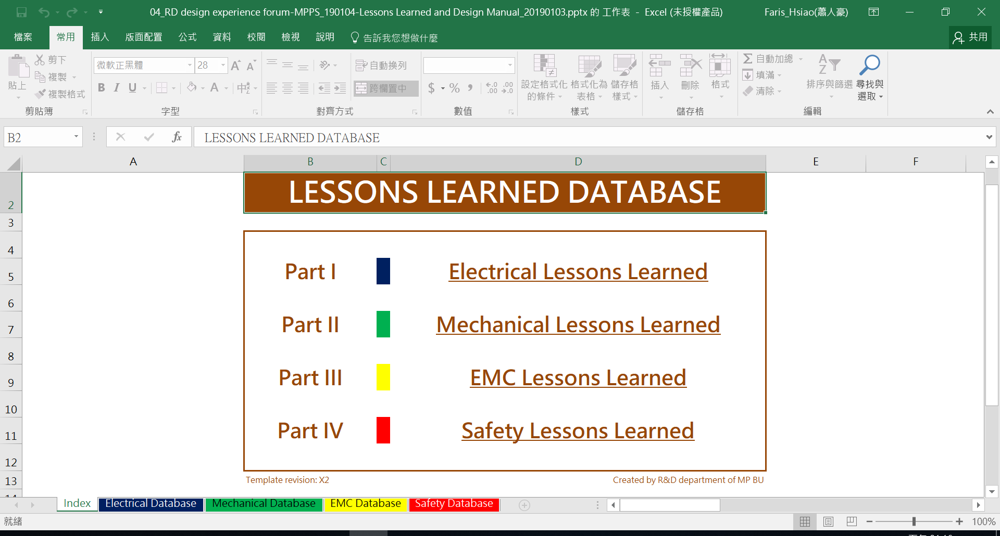 04_RD design experience forum-MPPS_190104-Lessons Learned and Design Manual_20190103.pptx 的 工作表 - Excel (未授權產品)
Faris_Hsiao(蕭人豪)
檔案 常用 插入 版面配置 公式 資料 校閱 檢視 說明 告訴我您想做什麼 共用
貼上
剪下
複製
複製格式
剪貼簿
微軟正黑體 28
B I U A 中
字型
自動換列
跨欄置中
對齊方式
$ % ,
數值
設定格式化的條件
格式化為表格
儲存格樣式
樣式
插入
刪除
格式
儲存格
自動加總
填滿
清除
排序與篩選
尋找與選取
編輯
B2 fx LESSONS LEARNED DATABASE
A B C D E F
2 LESSONS LEARNED DATABASE
3
4
5 Part I Electrical Lessons Learned
6
7 Part II Mechanical Lessons Learned
8
9 Part III EMC Lessons Learned
10
11 Part IV Safety Lessons Learned
12
13 Template revision: X2 Created by R&D department of MP BU
Index Electrical Database Mechanical Database EMC Database Safety Database
就緒 100%